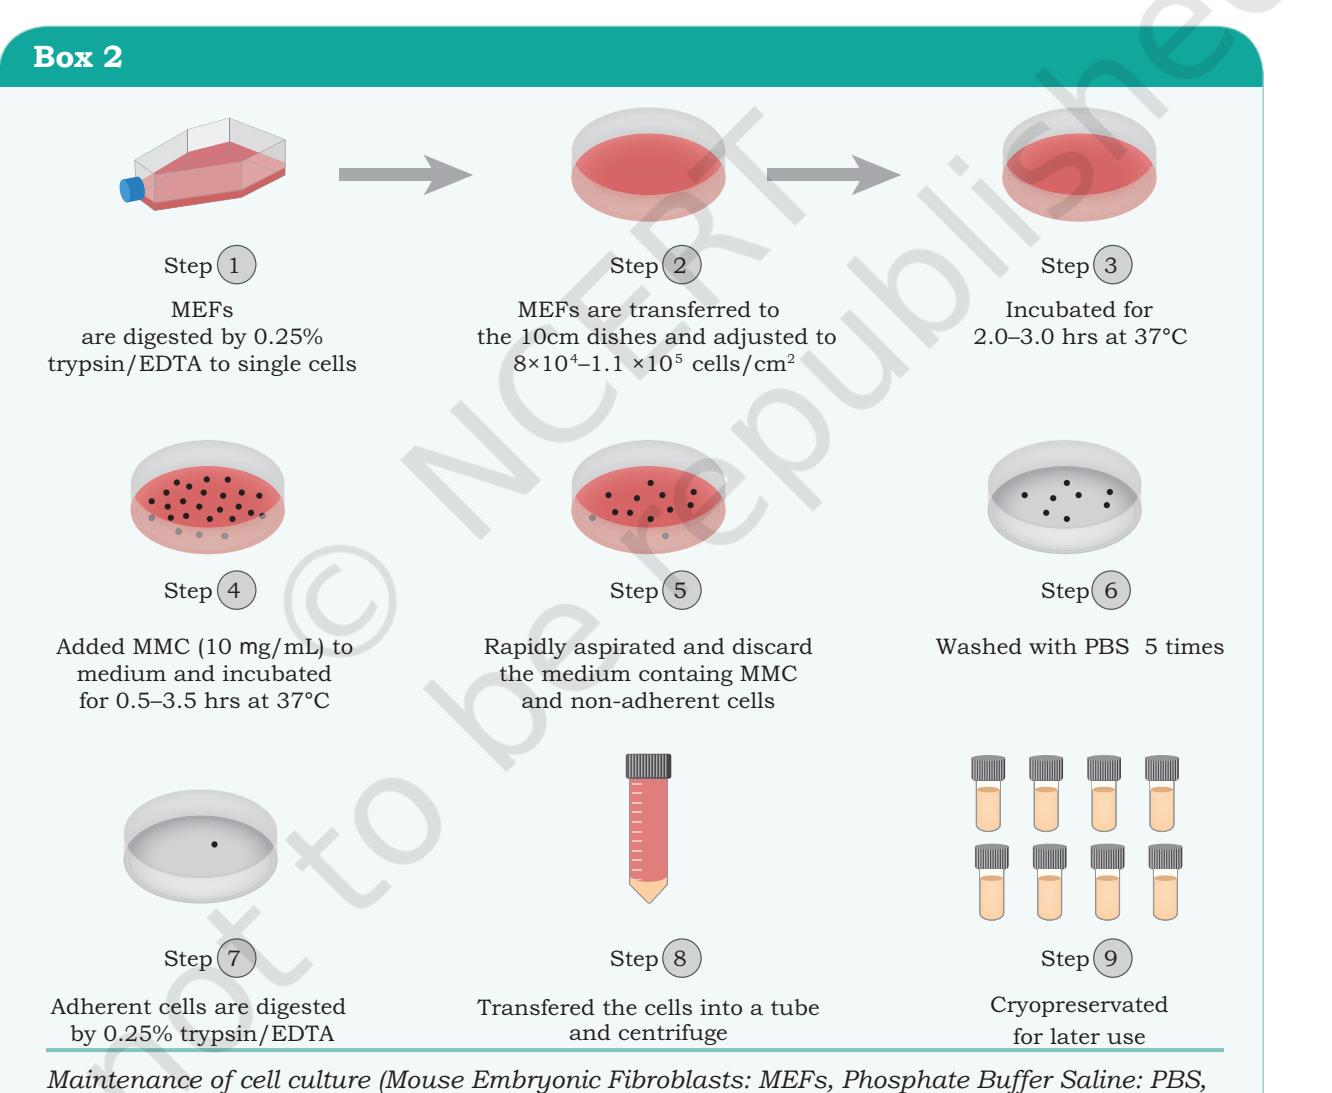 Box 2
Step 1
MEFs
are digested by 0.25%
trypsin/EDTA to single cells
Step 2
MEFs are transferred to
the 10cm dishes and adjusted to
8×10⁴–1.1 ×10⁵ cells/cm²
Step 3
Incubated for
2.0–3.0 hrs at 37°C
Step 4
Added MMC (10 mg/mL) to
medium and incubated
for 0.5–3.5 hrs at 37°C
Step 5
Rapidly aspirated and discard
the medium containg MMC
and non-adherent cells
Step 6
Washed with PBS 5 times
Step 7
Adherent cells are digested
by 0.25% trypsin/EDTA
Step 8
Transfered the cells into a tube
and centrifuge
Step 9
Cryopreservated
for later use
Maintenance of cell culture (Mouse Embryonic Fibroblasts: MEFs, Phosphate Buffer Saline: PBS,
© NCERT
not to be republished